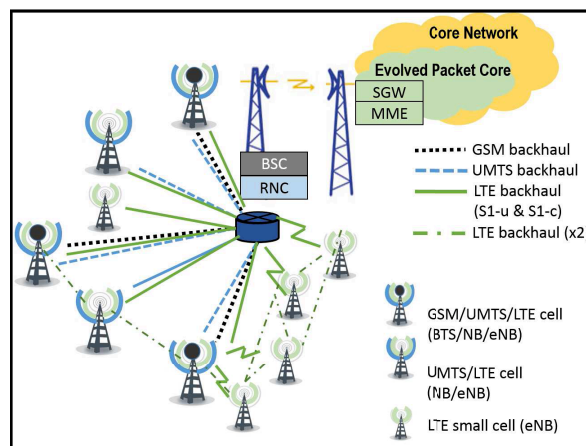 Core Network
Evolved Packet Core
SGW
MME
BSC
RNC
GSM backhaul
UMTS backhaul
LTE backhaul
(S1-u & S1-c)
LTE backhaul (x2
GSM/UMTS/LTE cell
(BTS/NB/eNB)
UMTS/LTE cell
(NB/eNB)
LTE small cell (eNB)